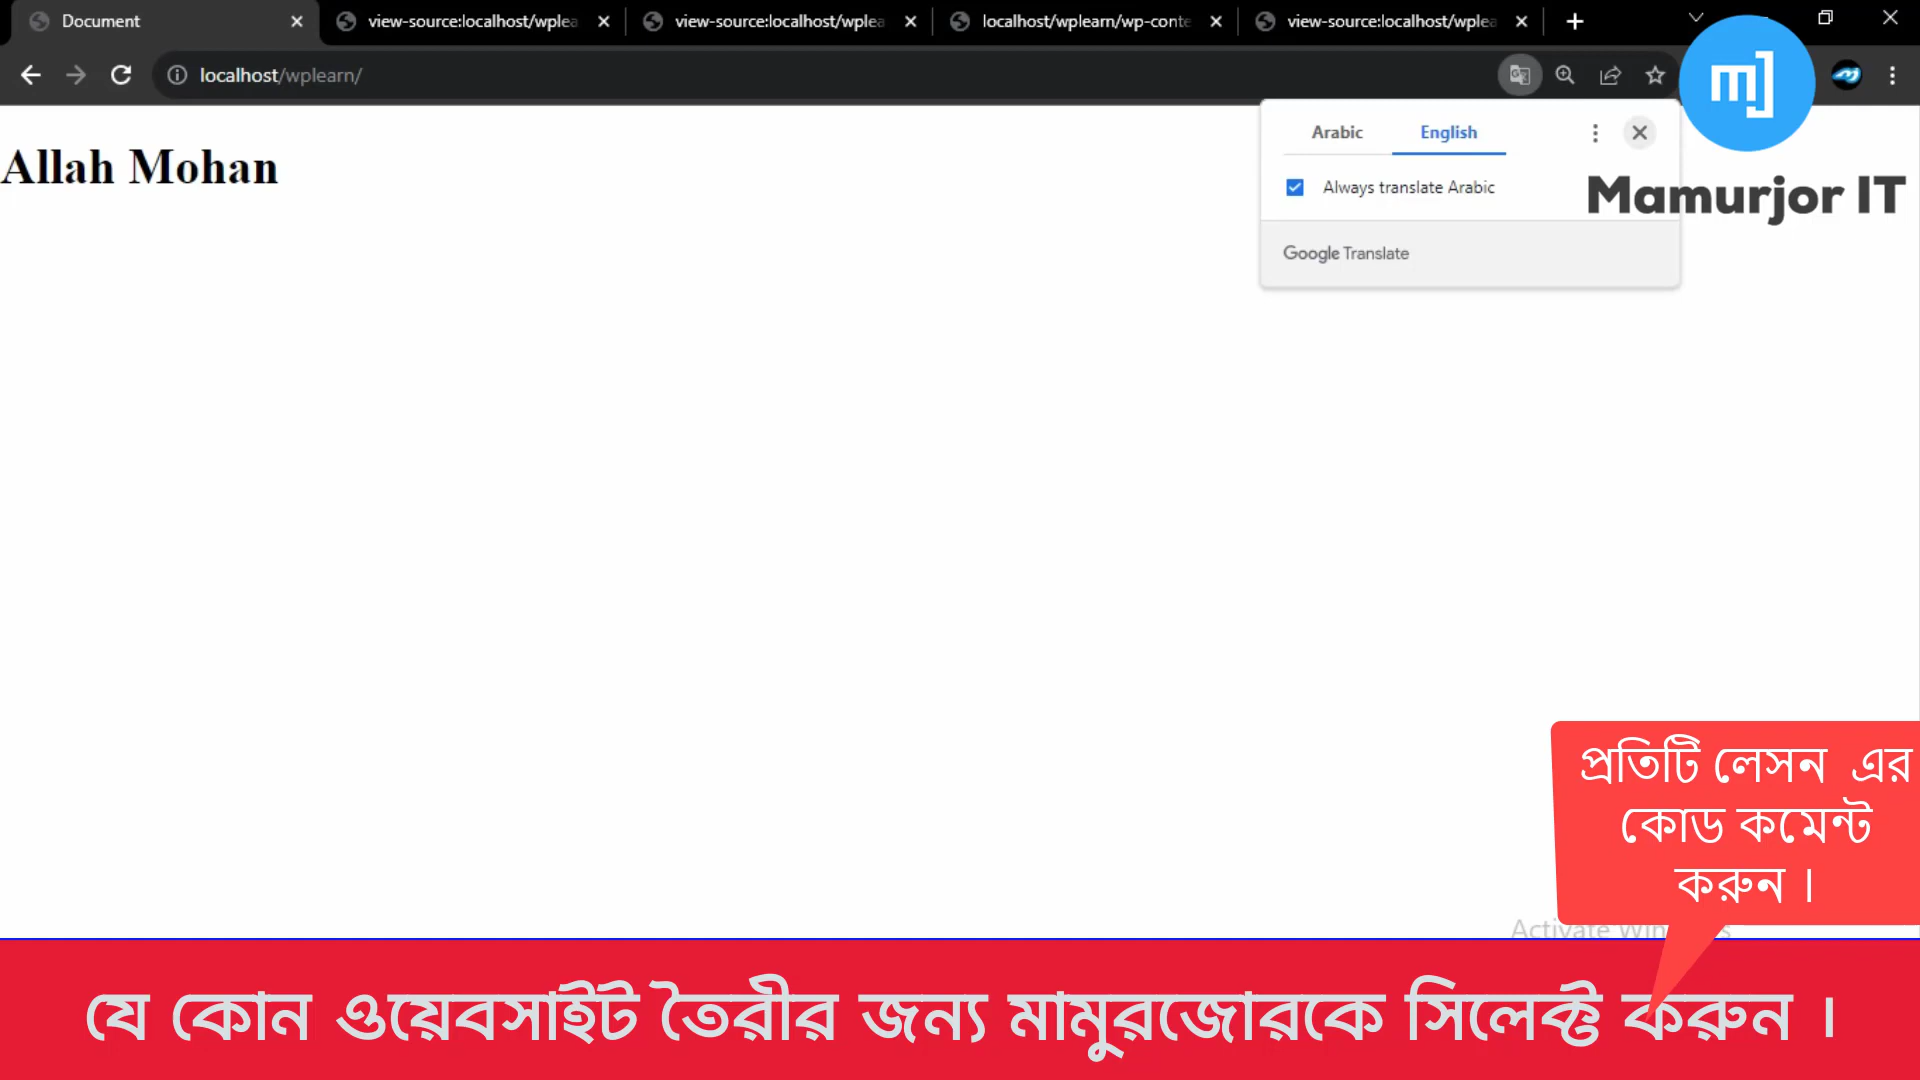 Document
view-source:localhost/wplea
view-source:localhost/wplea
localhost/wplearn/wp-conte
view-source:localhost/wplea
localhost/wplearn/
Allah Mohan
Arabic English
Always translate Arabic
Google Translate
m]
Mamurjor IT
প্রতিটি লেসন এর
কোড কমেন্ট
করুন ।
Activate Win
যে কোন ওয়েবসাইট তৈরীর জন্য মামুরজোরকে সিলেক্ট করুন ।